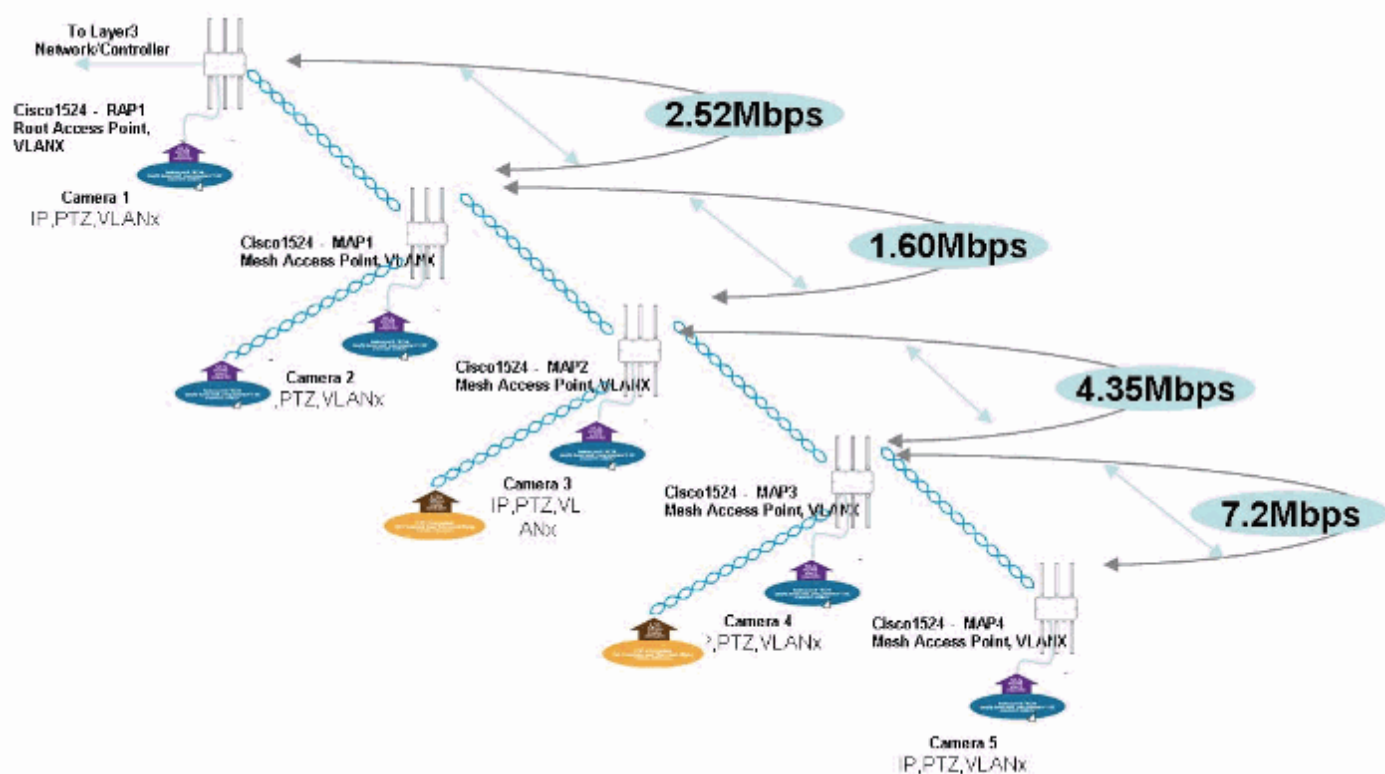 To Layer3
Network/Controller
Cisco1524 - RAP1
Root Access Point,
VLANX
2.52Mbps
Camera 1
IP,PTZ,VLANx
Cisco1524 - MAP1
Mesh Access Point, VLANX
1.60Mbps
Camera 2
,PTZ,VLANx
Cisco1524 - MAP2
Mesh Access Point, VLANX
4.35Mbps
Camera 3
IP,PTZ,VL
ANx
Cisco1524 - MAP3
Mesh Access Point, VLANX
7.2Mbps
Camera 4
P,PTZ,VLANx
Cisco1524 - MAP4
Mesh Access Point, VLANX
Camera 5
IP,PTZ,VLANx